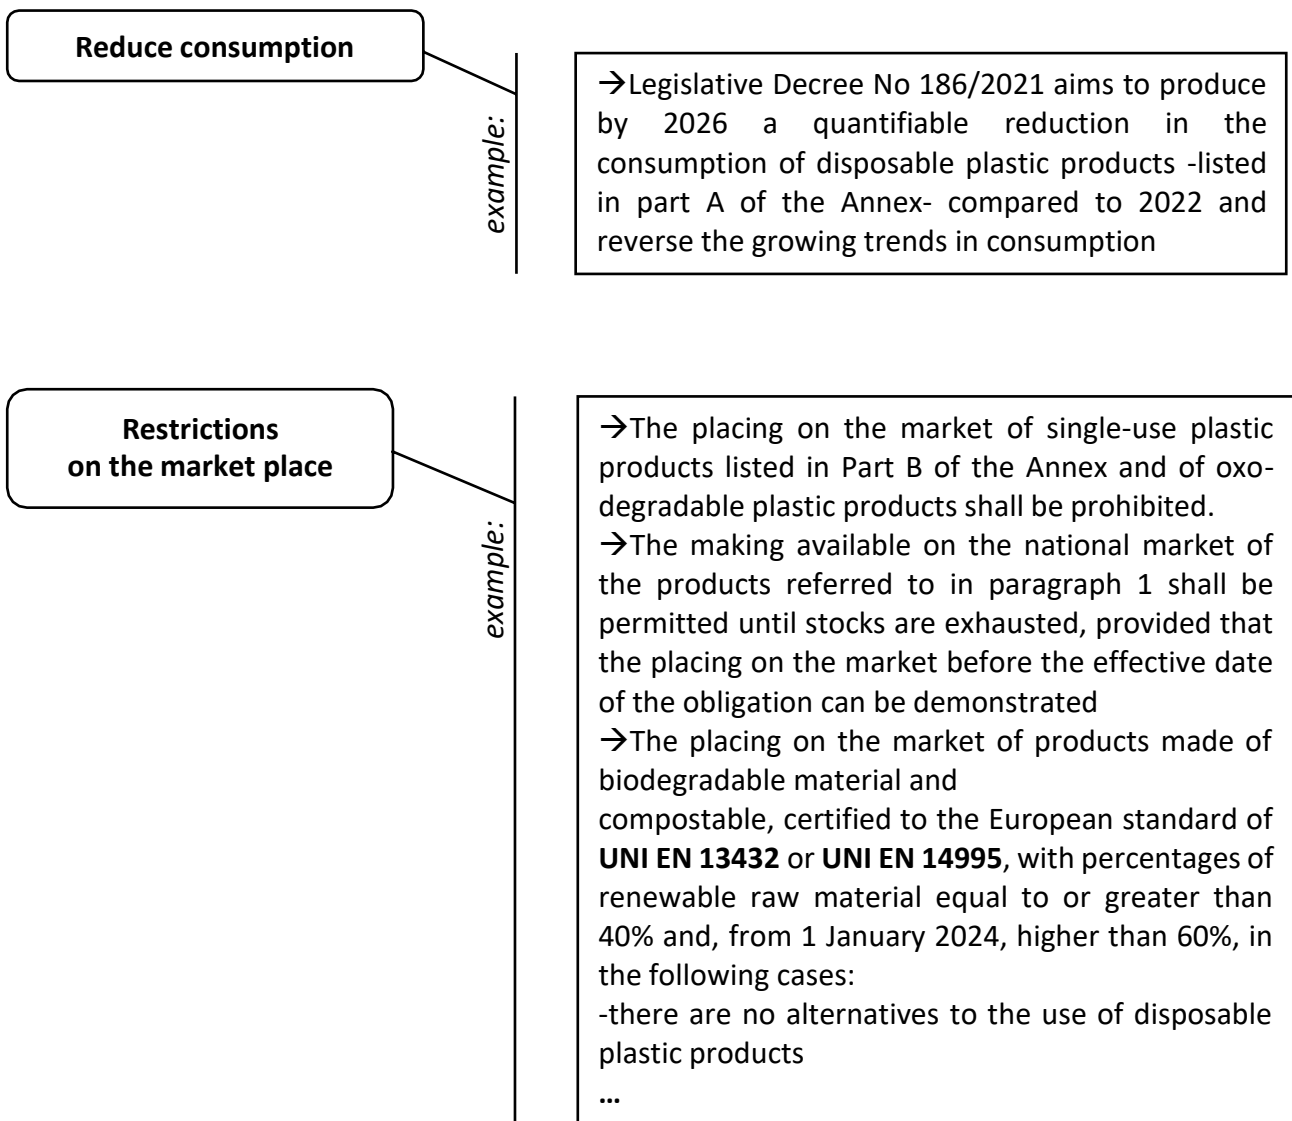 Reduce consumption
example:
→Legislative Decree No 186/2021 aims to produce
by 2026 a quantifiable reduction in the
consumption of disposable plastic products -listed
in part A of the Annex- compared to 2022 and
reverse the growing trends in consumption
Restrictions
on the market place
example:
→The placing on the market of single-use plastic
products listed in Part B of the Annex and of oxo-
degradable plastic products shall be prohibited.
→The making available on the national market of
the products referred to in paragraph 1 shall be
permitted until stocks are exhausted, provided that
the placing on the market before the effective date
of the obligation can be demonstrated
→The placing on the market of products made of
biodegradable material and
compostable, certified to the European standard of
UNI EN 13432 or UNI EN 14995, with percentages of
renewable raw material equal to or greater than
40% and, from 1 January 2024, higher than 60%, in
the following cases:
-there are no alternatives to the use of disposable
plastic products
…